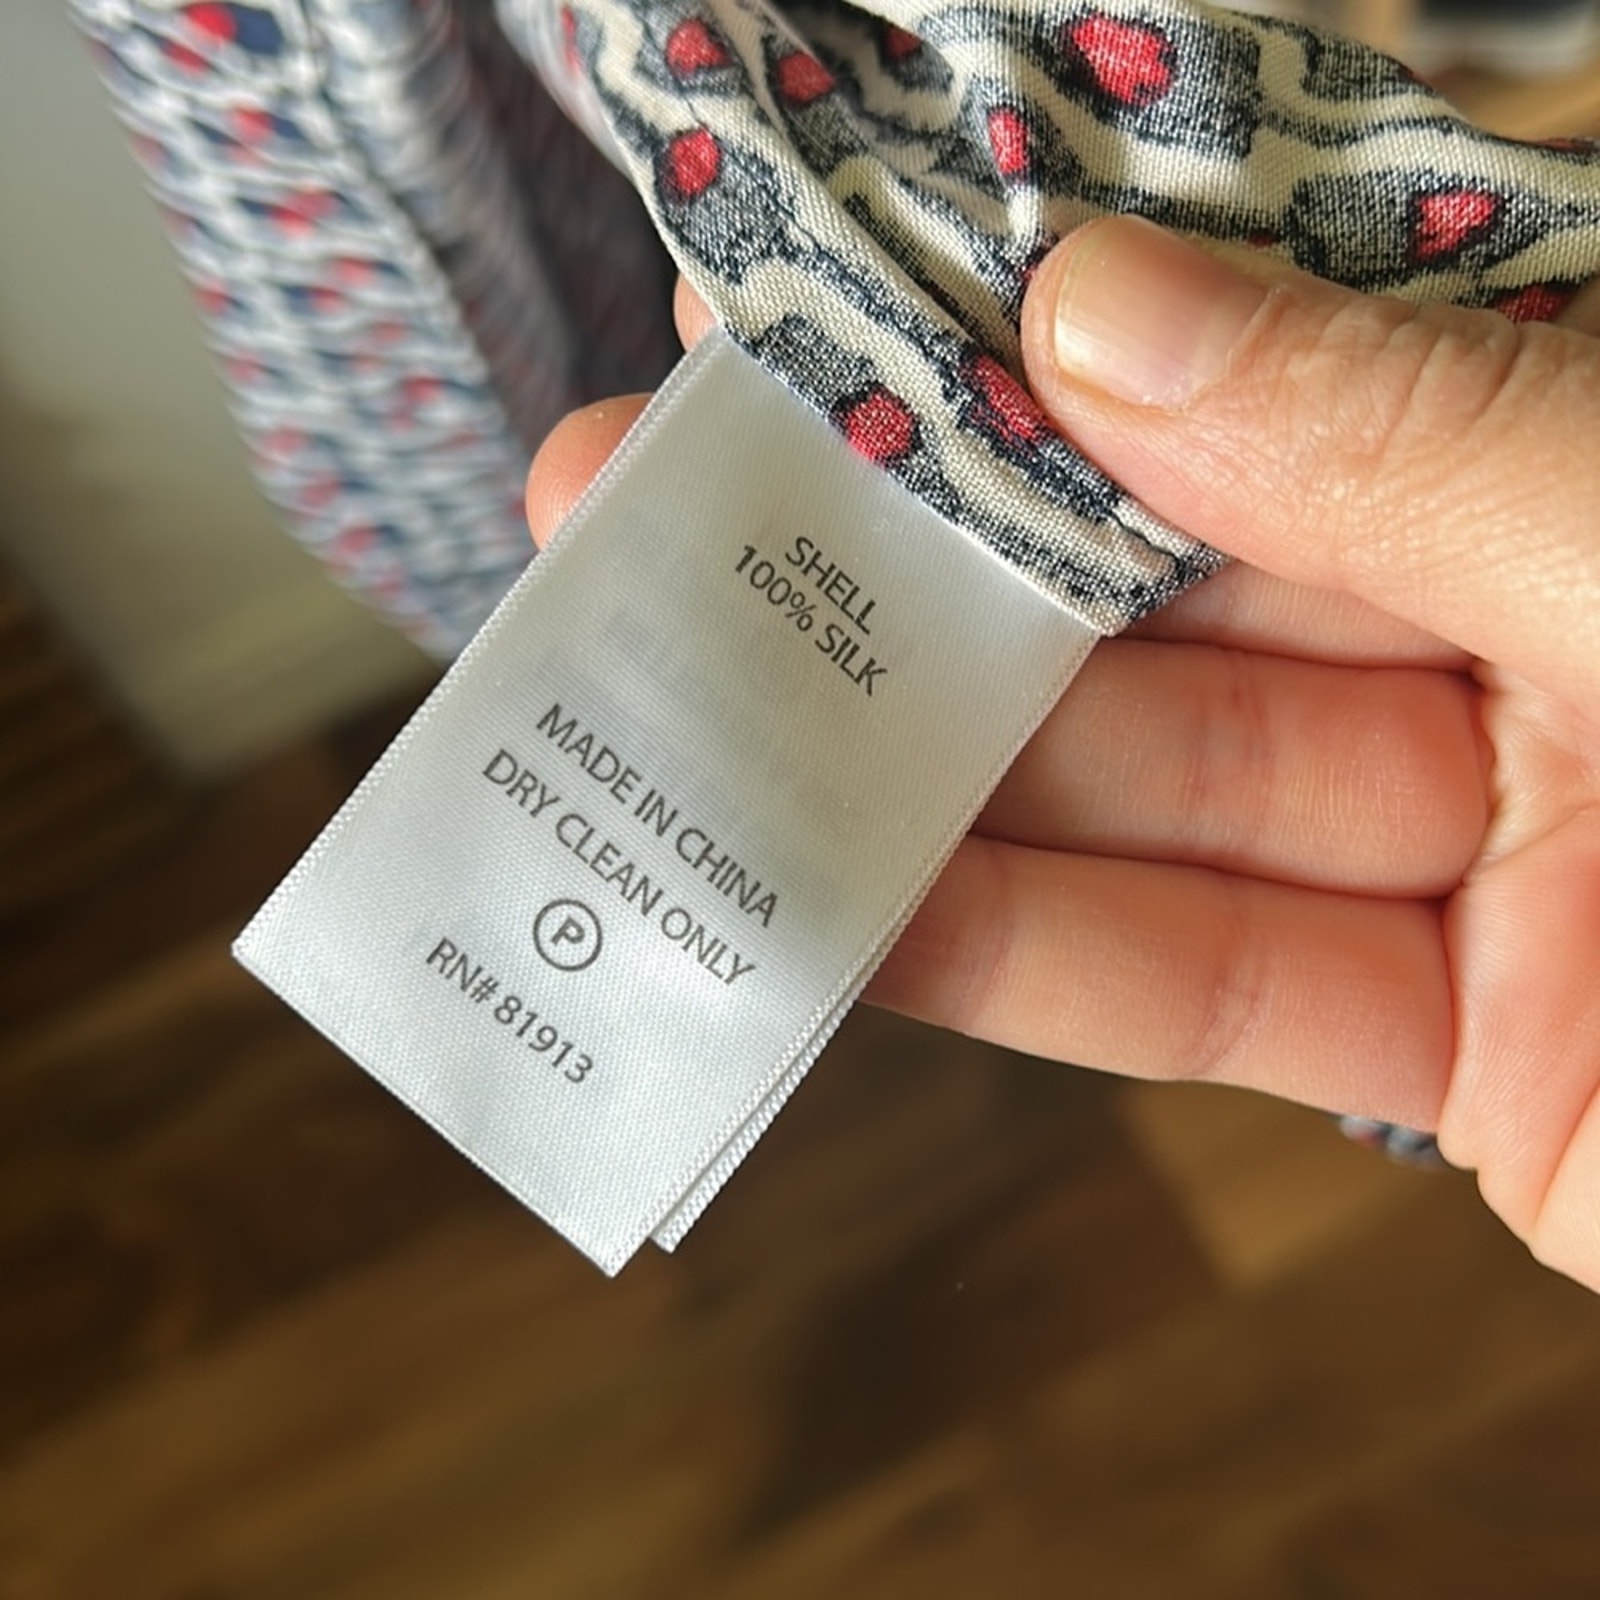 SHELL
100% SILK
MADE IN CHINA
DRY CLEAN ONLY
P
RN# 81913